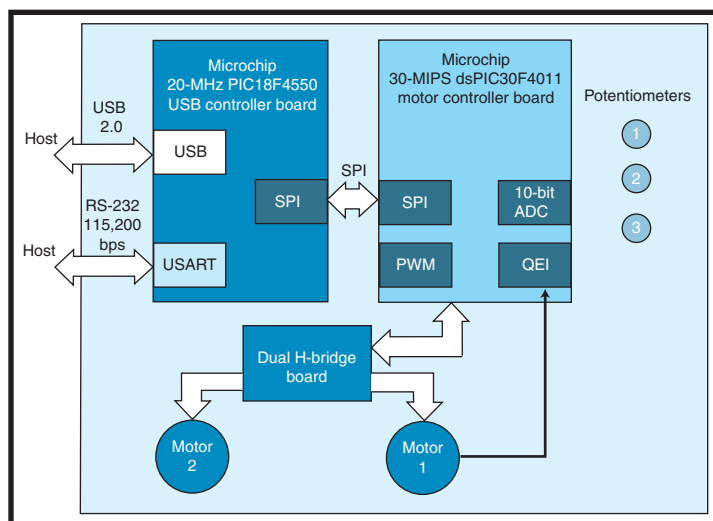 Microchip
20-MHz PIC18F4550
USB controller board
Microchip
30-MIPS dsPIC30F4011
motor controller board
Potentiometers
1
2
3
USB
2.0
Host
USB
SPI
SPI
SPI
10-bit
ADC
RS-232
115,200
bps
Host
USART
PWM
QEI
Dual H-bridge
board
Motor
2
Motor
1